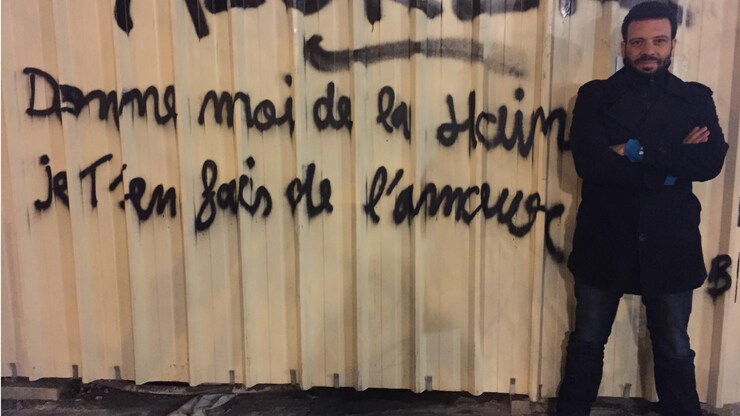 Donne moi de la Haine
je T'en fais de l'amour
B